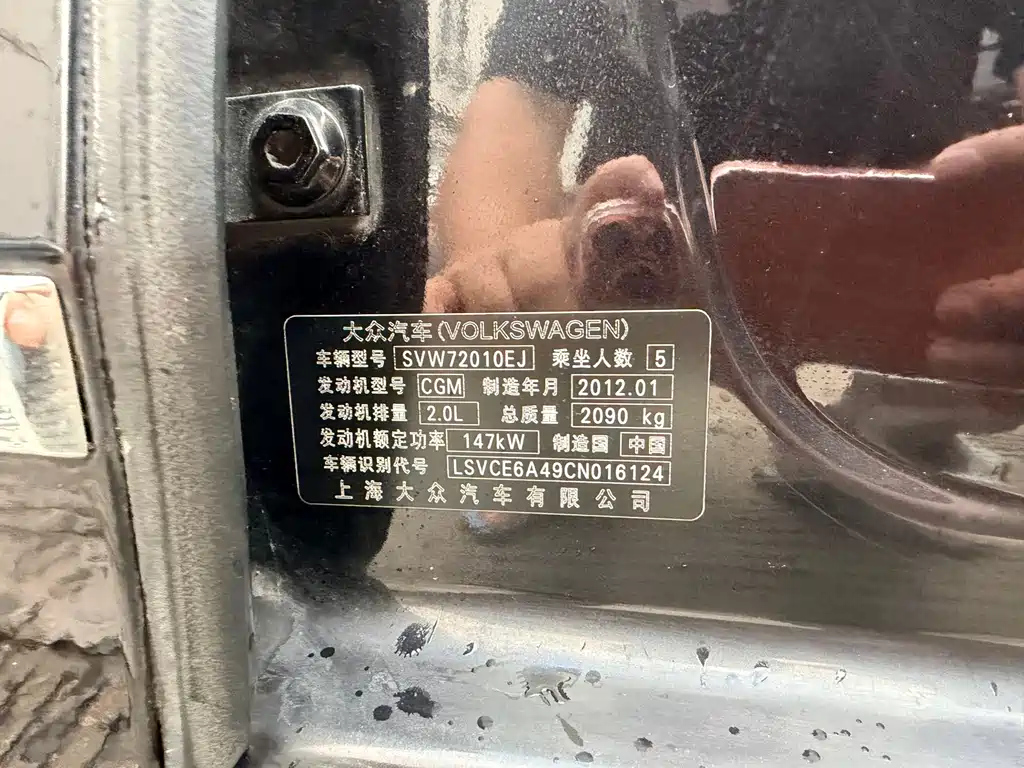 大众汽车(VOLKSWAGEN)
车辆型号 SVW72010EJ 乘坐人数 5
发动机型号 CGM 制造年月 2012.01
发动机排量 2.0L 总质量 2090 kg
发动机额定功率 147kW 制造国 中国
车辆识别代号 LSVCE6A49CN016124
上海大众汽车有限公司